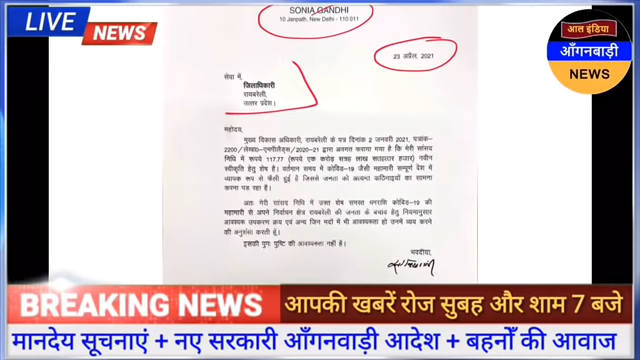 LIVE
NEWS
SONIA GANDHI
10 Janpath, New Delhi - 110 011
23 अप्रैल, 2021
आल इंडिया
आँगनबाड़ी
NEWS
सेवा में,
जिलाधिकारी
रायबरेली,
उत्तर प्रदेश।
महोदय,
मुख्य विकास अधिकारी, रायबरेली के पत्र दिनांक 2 जनवरी 2021, पत्रांक-
2200/लेखा0-एमपीलैड्स/2020-21 द्वारा अवगत कराया गया है कि मेरी सांसद
निधि में रूपये 117.77 (रूपये एक करोड़ सत्रह लाख सतहत्तर हजार) नवीन
स्वीकृति हेतु शेष है। वर्तमान समय में कोविड-19 जैसी महामारी सम्पूर्ण देश में
व्यापक रूप से फैली हुई है जिससे जनता को अत्यन्त कठिनाइयों का सामना
करना पड़ रहा है।
अतः मेरी सांसद निधि में उक्त शेष समस्त धनराशि कोविड-19 की
महामारी से अपने निर्वाचन क्षेत्र रायबरेली की जनता के बचाव हेतु नियमानुसार
आवश्यक उपकरण क्रय एवं अन्य जिन मदों में भी आवश्यकता हो उनमें व्यय करने
की अनुशंसा करती हूँ।
इसकी पुनः पुष्टि की आवश्यकता नहीं है।
भवदीया,
BREAKING NEWS
आपकी खबरें रोज सुबह और शाम 7 बजे
मानदेय सूचनाएं + नए सरकारी आँगनवाड़ी आदेश + बहनोँ की आवाज